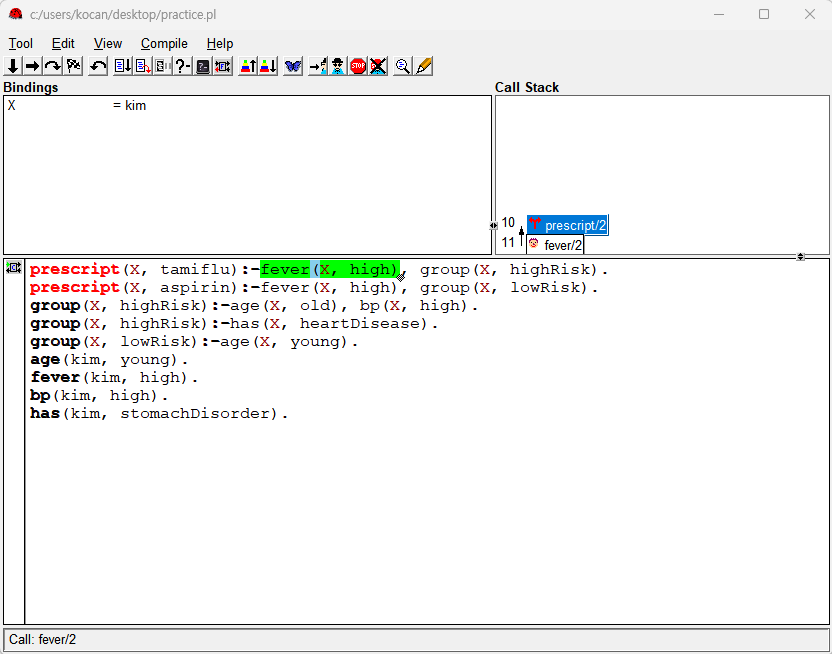 c:/users/kocan/desktop/practice.pl
Tool Edit View Compile Help
STOP
Bindings
X = kim
Call Stack
10 prescript/2
11 fever/2
prescript(X, tamiflu):-fever(X, high), group(X, highRisk).
prescript(X, aspirin):-fever(X, high), group(X, lowRisk).
group(X, highRisk):-age(X, old), bp(X, high).
group(X, highRisk):-has(X, heartDisease).
group(X, lowRisk):-age(X, young).
age(kim, young).
fever(kim, high).
bp(kim, high).
has(kim, stomachDisorder).
Call: fever/2